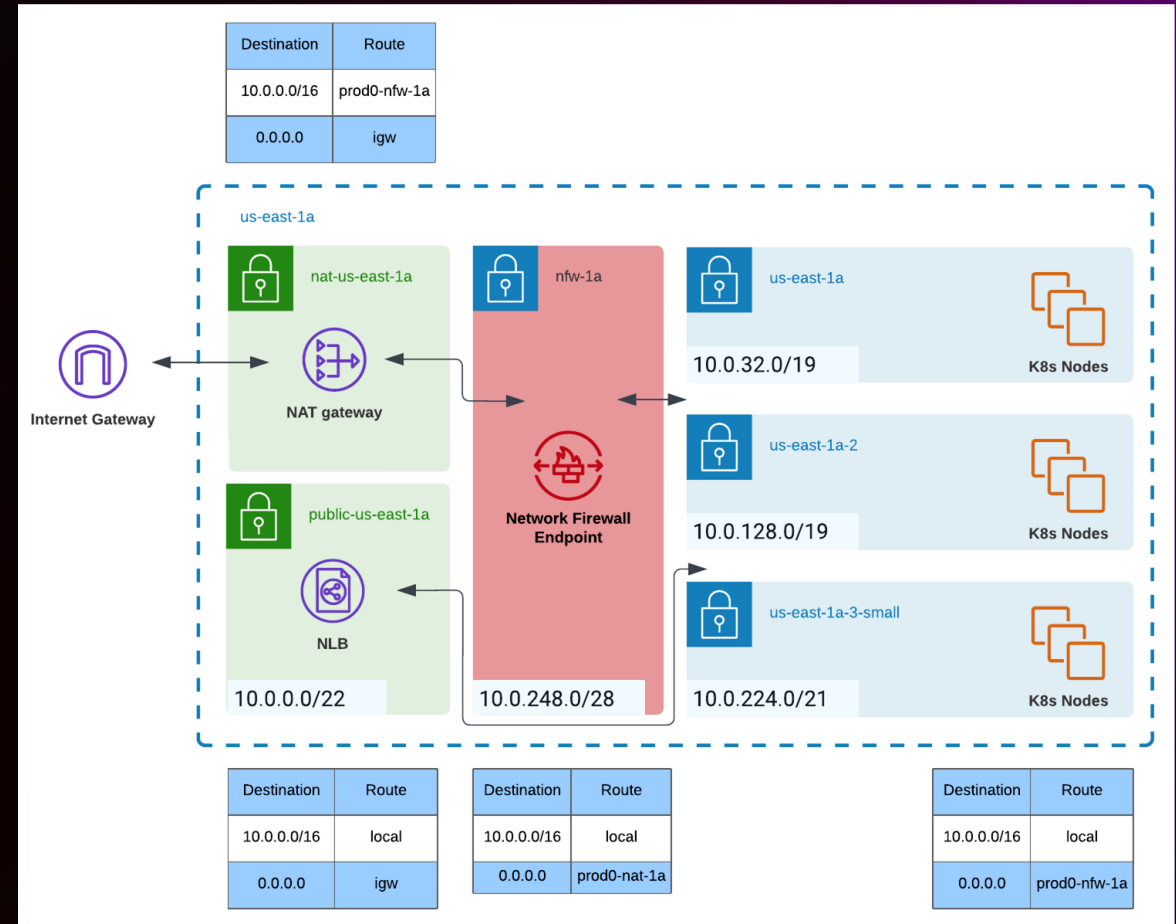 Destination Route
10.0.0.0/16 prod0-nfw-1a
0.0.0.0 igw
us-east-1a
nat-us-east-1a
NAT gateway
Internet Gateway
public-us-east-1a
NLB
10.0.0.0/22
nfw-1a
Network Firewall
Endpoint
10.0.248.0/28
us-east-1a
10.0.32.0/19
K8s Nodes
us-east-1a-2
10.0.128.0/19
K8s Nodes
us-east-1a-3-small
10.0.224.0/21
K8s Nodes
Destination Route
10.0.0.0/16 local
0.0.0.0 igw
Destination Route
10.0.0.0/16 local
0.0.0.0 prod0-nat-1a
Destination Route
10.0.0.0/16 local
0.0.0.0 prod0-nfw-1a